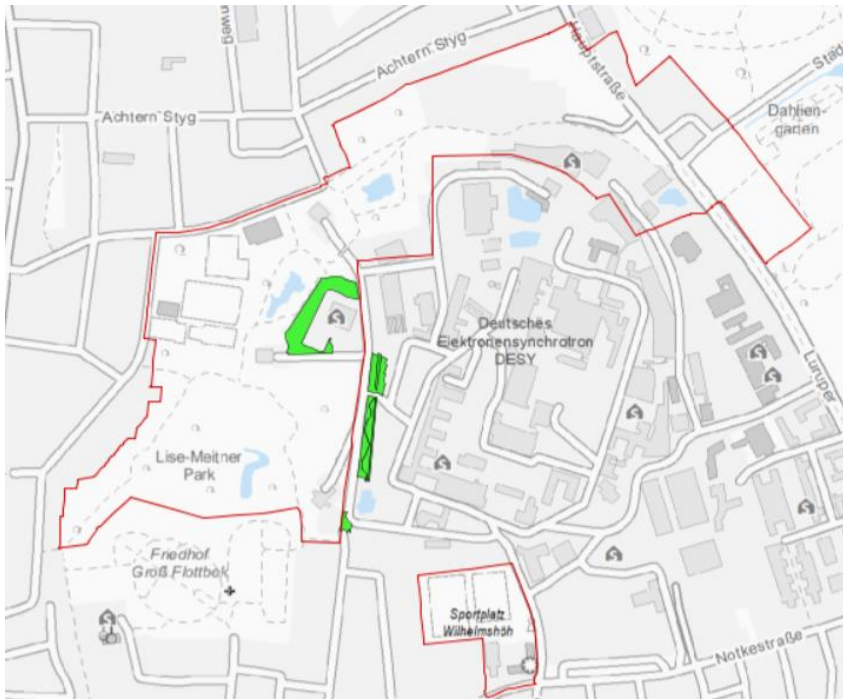 Achtern Styg
Achtern Styg
Hauptstraße
Dahlien-
garten
Deutsches
Elektronensynchrotron
DESY
Luruper
Lise-Meitner
Park
Friedhof
Groß Flottbek
Sportplatz
Wilhelmshöh
Notkestraße